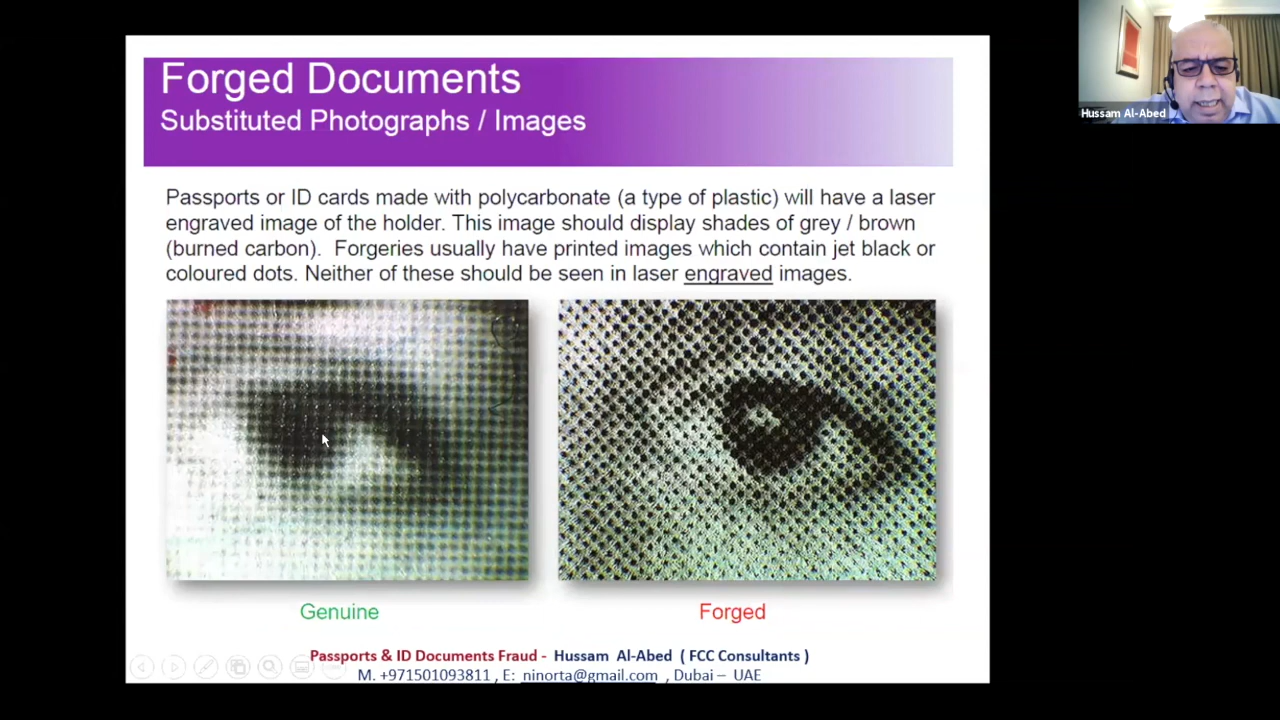 Forged Documents
Substituted Photographs / Images
Hussam Al-Abed
Passports or ID cards made with polycarbonate (a type of plastic) will have a laser
engraved image of the holder. This image should display shades of grey / brown
(burned carbon). Forgeries usually have printed images which contain jet black or
coloured dots. Neither of these should be seen in laser engraved images.
Genuine
Forged
Passports & ID Documents Fraud - Hussam Al-Abed ( FCC Consultants )
M. +971501093811 , E: ninorta@gmail.com , Dubai – UAE